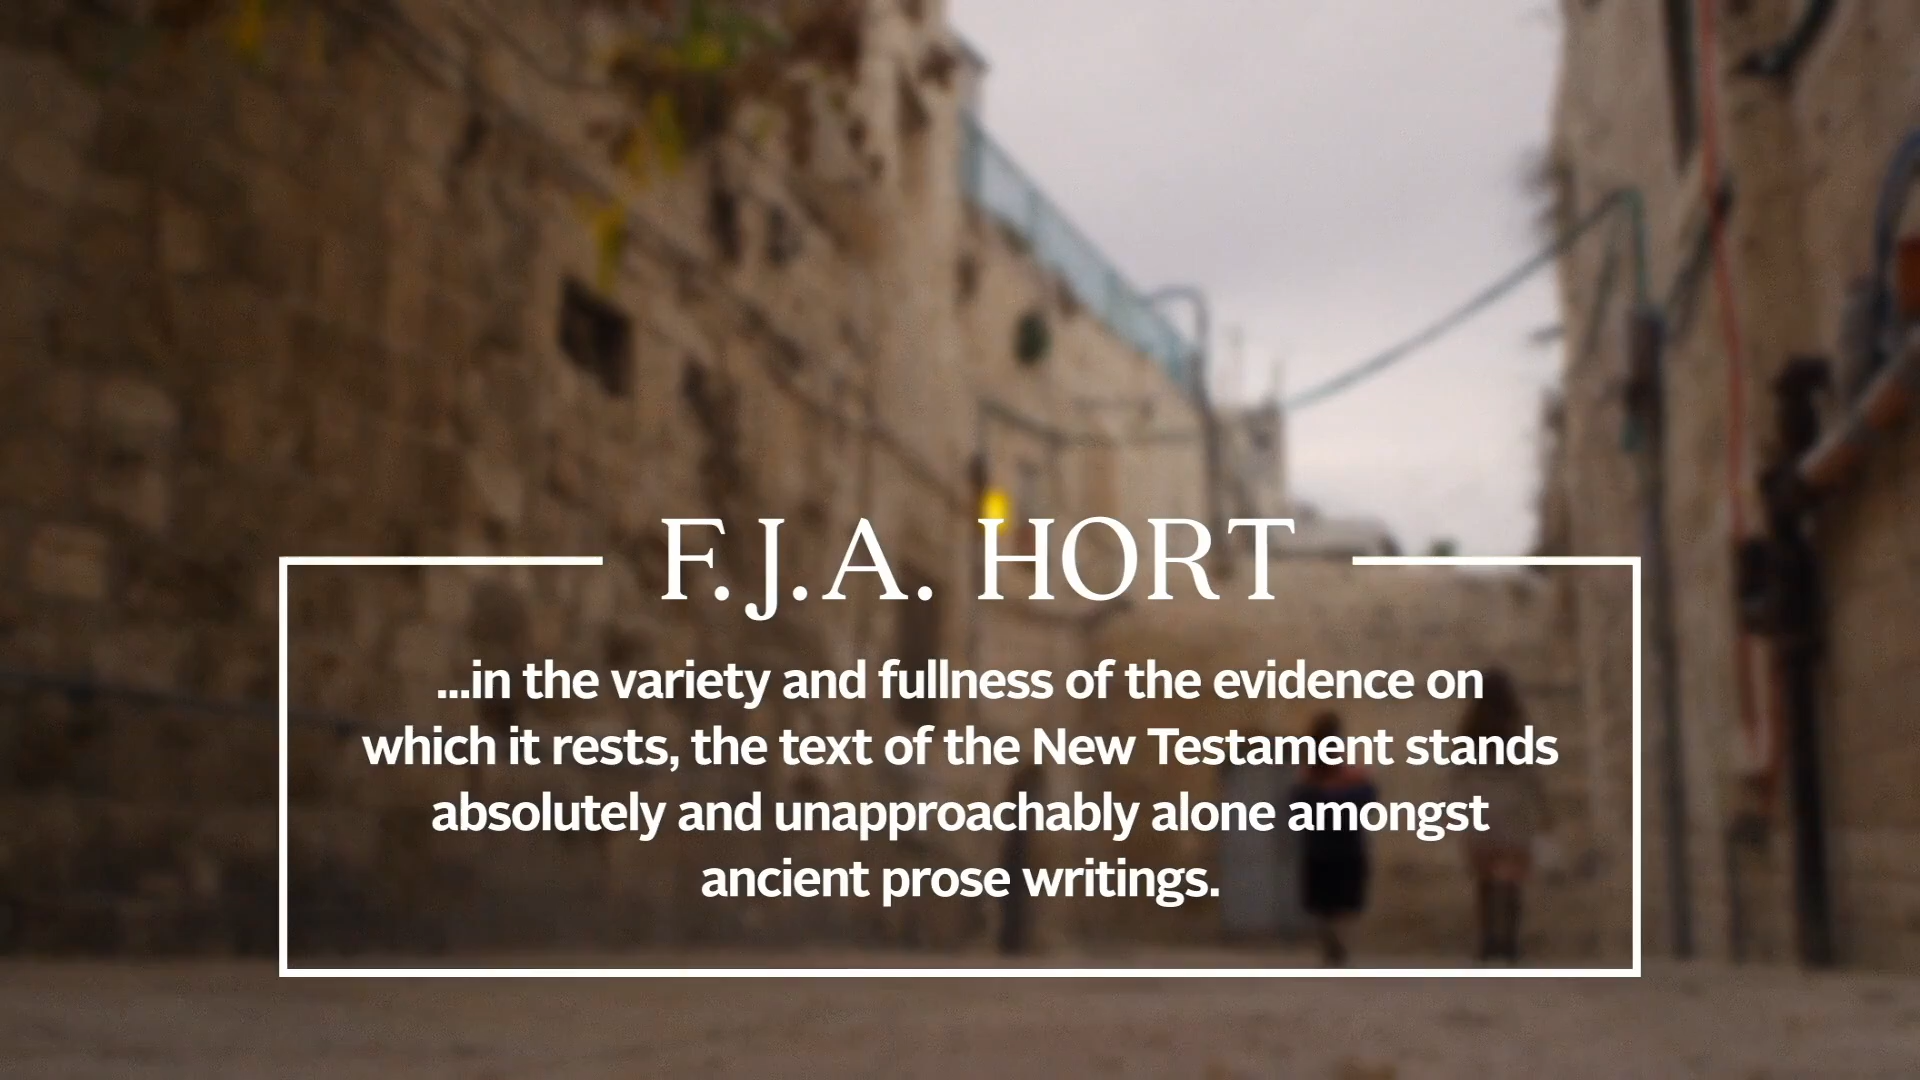 F.J.A. HORT
...in the variety and fullness of the evidence on
which it rests, the text of the New Testament stands
absolutely and unapproachably alone amongst
ancient prose writings.